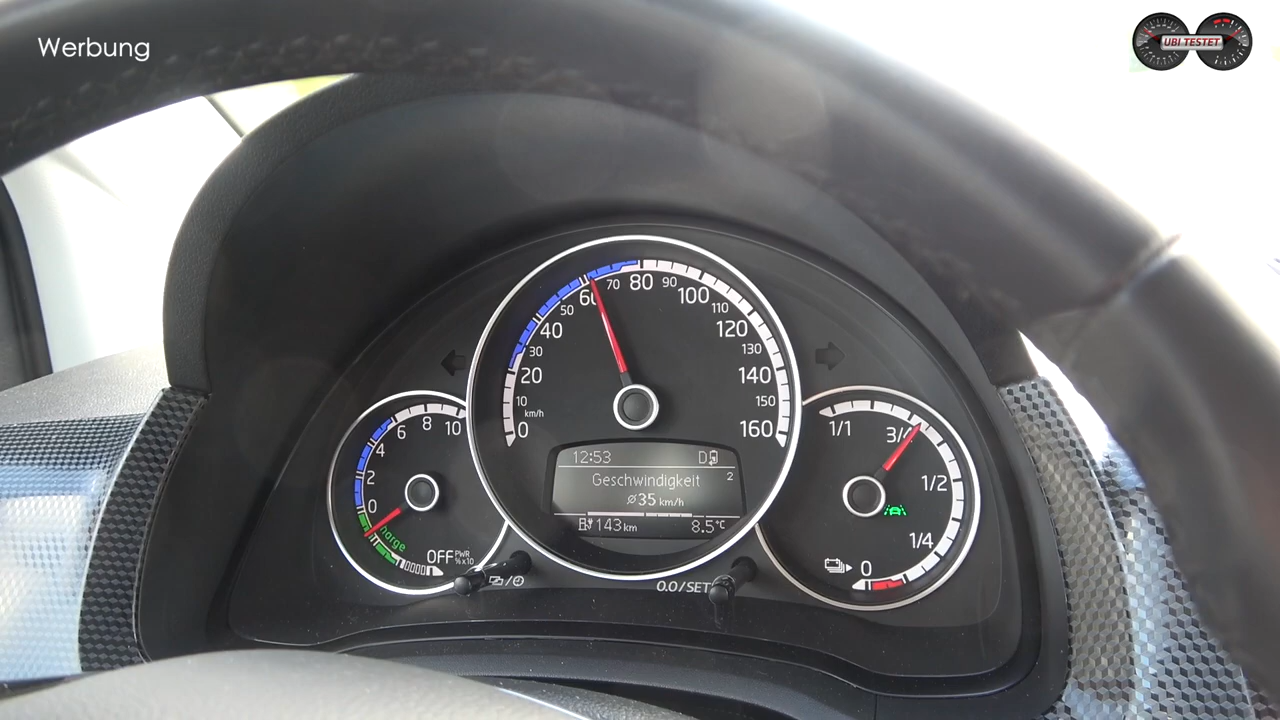 Werbung
UBI TESTET
0
10
20
30
40
50
60
70
80
90
100
110
120
130
140
150
160
km/h
12:53 D
Geschwindigkeit 2
ø35 km/h
143km 8.5°C
0
2
4
6
8
10
OFF PWR
%x10
1/1
3/4
1/2
1/4
0
0.0/SET